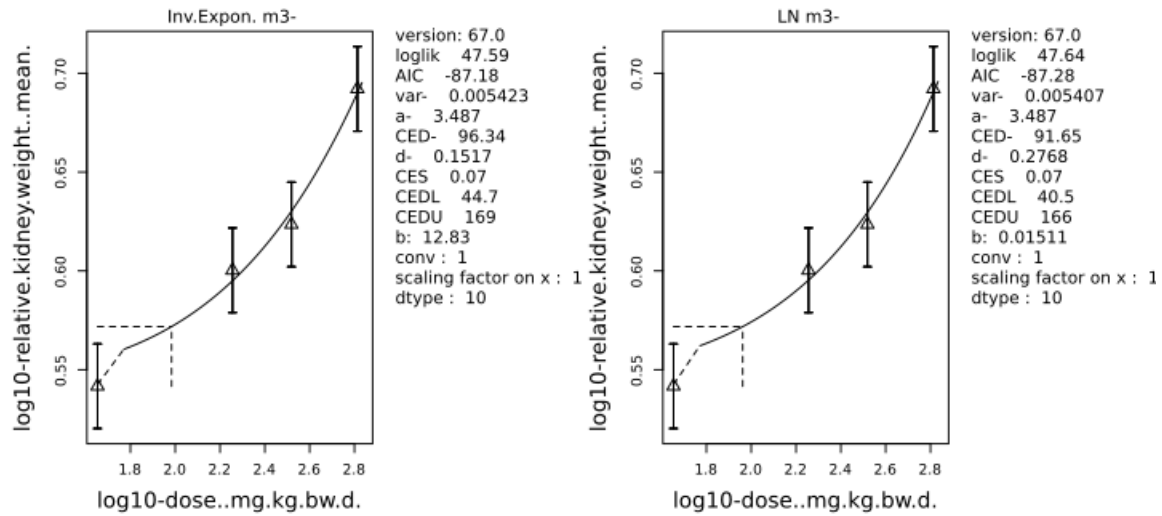 Inv.Expon. m3-
log10-relative.kidney.weight..mean.
0.70
0.65
0.60
0.55
1.8 2.0 2.2 2.4 2.6 2.8
log10-dose..mg.kg.bw.d.
version: 67.0
loglik 47.59
AIC -87.18
var- 0.005423
a- 3.487
CED- 96.34
d- 0.1517
CES 0.07
CEDL 44.7
CEDU 169
b: 12.83
conv : 1
scaling factor on x : 1
dtype : 10
LN m3-
log10-relative.kidney.weight..mean.
0.70
0.65
0.60
0.55
1.8 2.0 2.2 2.4 2.6 2.8
log10-dose..mg.kg.bw.d.
version: 67.0
loglik 47.64
AIC -87.28
var- 0.005407
a- 3.487
CED- 91.65
d- 0.2768
CES 0.07
CEDL 40.5
CEDU 166
b: 0.01511
conv : 1
scaling factor on x : 1
dtype : 10